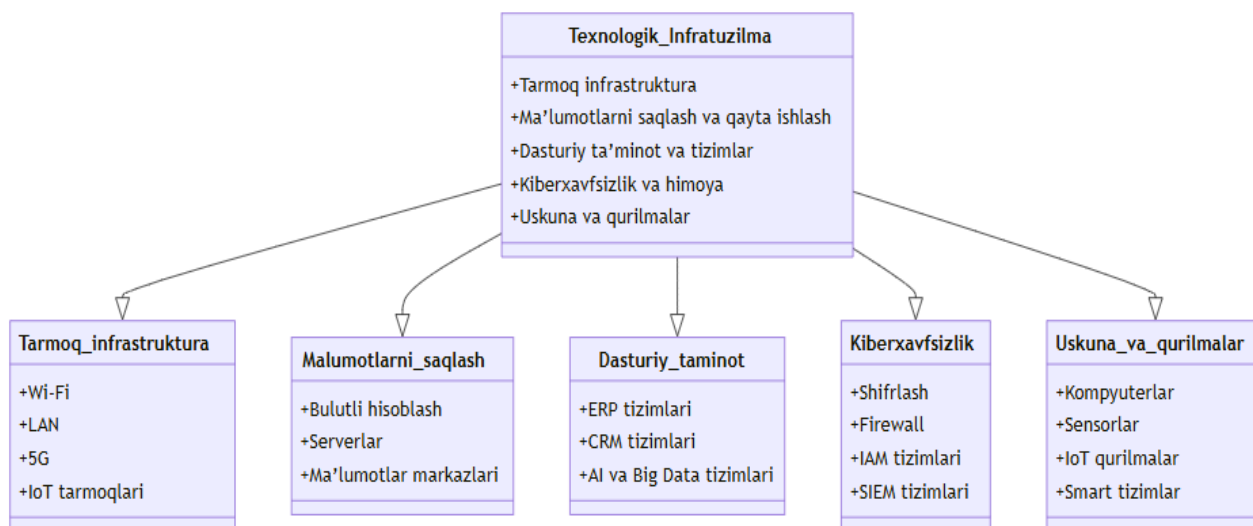 Texnologik_Infratuzilma
+Tarmoq infrastruktura
+Ma’lumotlarni saqlash va qayta ishlash
+Dasturiy ta’minot va tizimlar
+Kiberxavfsizlik va himoya
+Uskuna va qurilmalar
Tarmoq_infrastruktura
+Wi-Fi
+LAN
+5G
+IoT tarmoqlari
Malumotlarni_saqlash
+Bulutli hisoblash
+Serverlar
+Ma’lumotlar markazlari
Dasturiy_taminot
+ERP tizimlari
+CRM tizimlari
+AI va Big Data tizimlari
Kiberxavfsizlik
+Shifrlash
+Firewall
+IAM tizimlari
+SIEM tizimlari
Uskuna_va_qurilmalar
+Kompyuterlar
+Sensorlar
+IoT qurilmalar
+Smart tizimlar